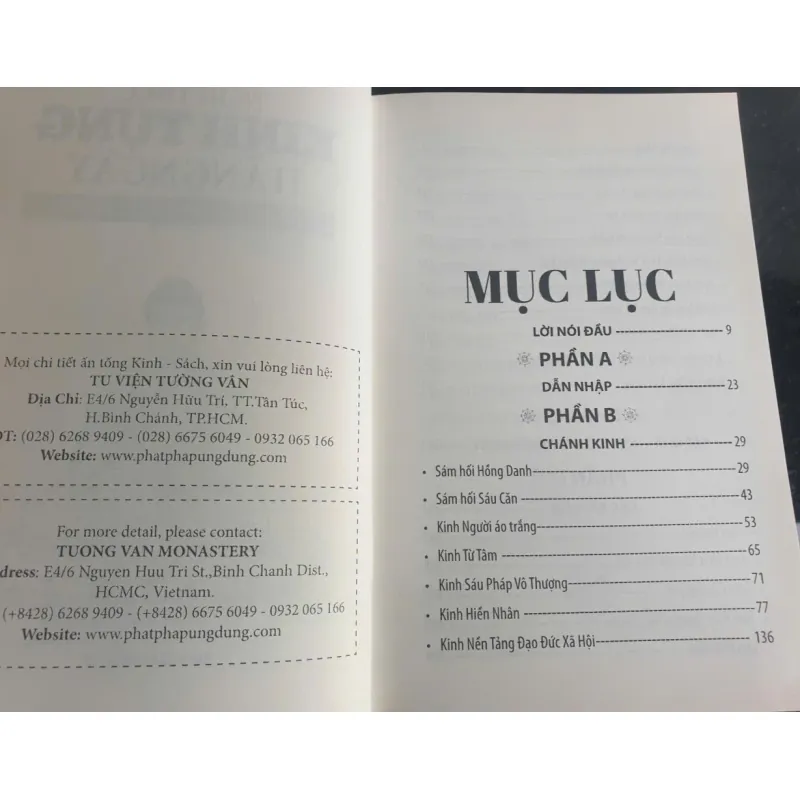 Mọi chi tiết ấn tống Kinh - Sách, xin vui lòng liên hệ:
TU VIỆN TƯỜNG VÂN
Địa Chỉ: E4/6 Nguyễn Hữu Trí, TT.Tân Túc,
H.Bình Chánh, TP.HCM.
ĐT: (028) 6268 9409 - (028) 6675 6049 - 0932 065 166
Website: www.phatphapungdung.com
For more detail, please contact:
TUONG VAN MONASTERY
dress: E4/6 Nguyen Huu Tri St.,Binh Chanh Dist.,
HCMC, Vietnam.
(+8428) 6268 9409 - (+8428) 6675 6049 - 0932 065 166
Website: www.phatphapungdung.com
MỤC LỤC
LỜI NÓI ĐẦU ----------------------- 9
PHẦN A
DẪN NHẬP ------------------------ 23
PHẦN B
CHÁNH KINH ---------------------- 29
• Sám hối Hồng Danh---------------------------------------- 29
• Sám hối Sáu Căn ------------------------------------------- 43
• Kinh Người áo trắng---------------------------------------- 53
• Kinh Từ Tâm ----------------------------------------------- 65
• Kinh Sáu Pháp Vô Thượng----------------------------------- 71
• Kinh Hiền Nhân -------------------------------------------- 77
• Kinh Nền Tảng Đạo Đức Xã Hội----------------------------- 136